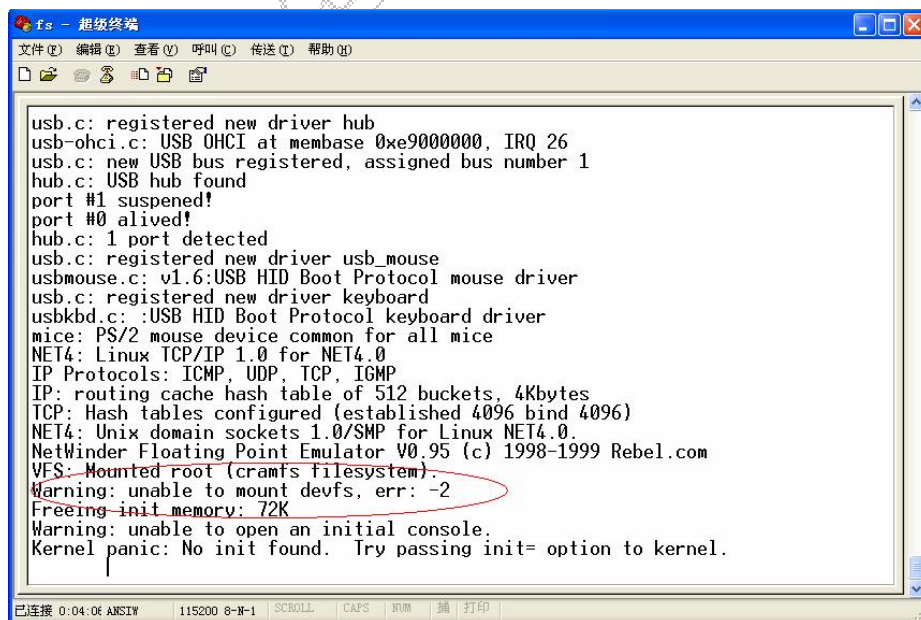 fs - 超级终端
文件(F) 编辑(E) 查看(V) 呼叫(C) 传送(T) 帮助(H)
usb.c: registered new driver hub
usb-ohci.c: USB OHCI at membase 0xe9000000, IRQ 26
usb.c: new USB bus registered, assigned bus number 1
hub.c: USB hub found
port #1 suspened!
port #0 alived!
hub.c: 1 port detected
usb.c: registered new driver usb_mouse
usbmouse.c: v1.6:USB HID Boot Protocol mouse driver
usb.c: registered new driver keyboard
usbkbd.c: :USB HID Boot Protocol keyboard driver
mice: PS/2 mouse device common for all mice
NET4: Linux TCP/IP 1.0 for NET4.0
IP Protocols: ICMP, UDP, TCP, IGMP
IP: routing cache hash table of 512 buckets, 4Kbytes
TCP: Hash tables configured (established 4096 bind 4096)
NET4: Unix domain sockets 1.0/SMP for Linux NET4.0.
NetWinder Floating Point Emulator V0.95 (c) 1998-1999 Rebel.com
VFS: Mounted root (cramfs filesystem).
Warning: unable to mount devfs, err: -2
Freeing init memory: 72K
Warning: unable to open an initial console.
Kernel panic: No init found.  Try passing init= option to kernel.
已连接 0:04:06 ANSIW 115200 8-N-1 SCROLL CAPS NUM 捕 打印